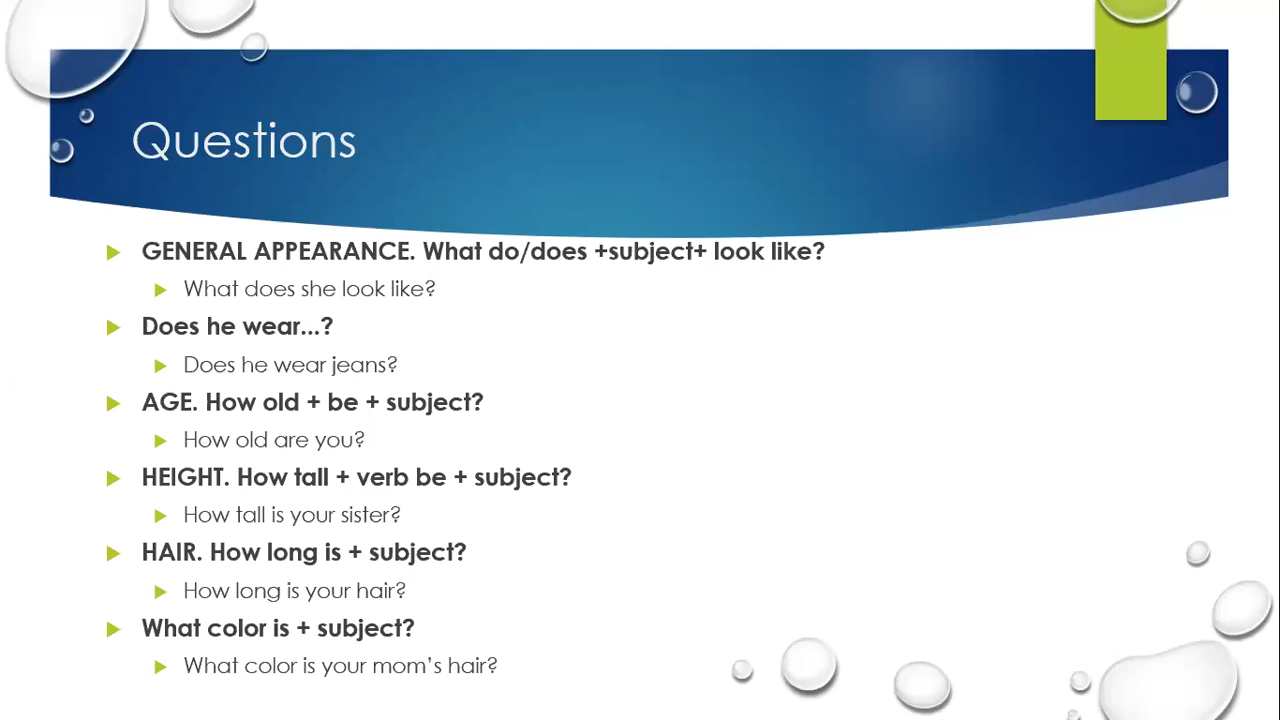 Questions
GENERAL APPEARANCE. What do/does +subject+ look like?
What does she look like?
Does he wear...?
Does he wear jeans?
AGE. How old + be + subject?
How old are you?
HEIGHT. How tall + verb be + subject?
How tall is your sister?
HAIR. How long is + subject?
How long is your hair?
What color is + subject?
What color is your mom’s hair?